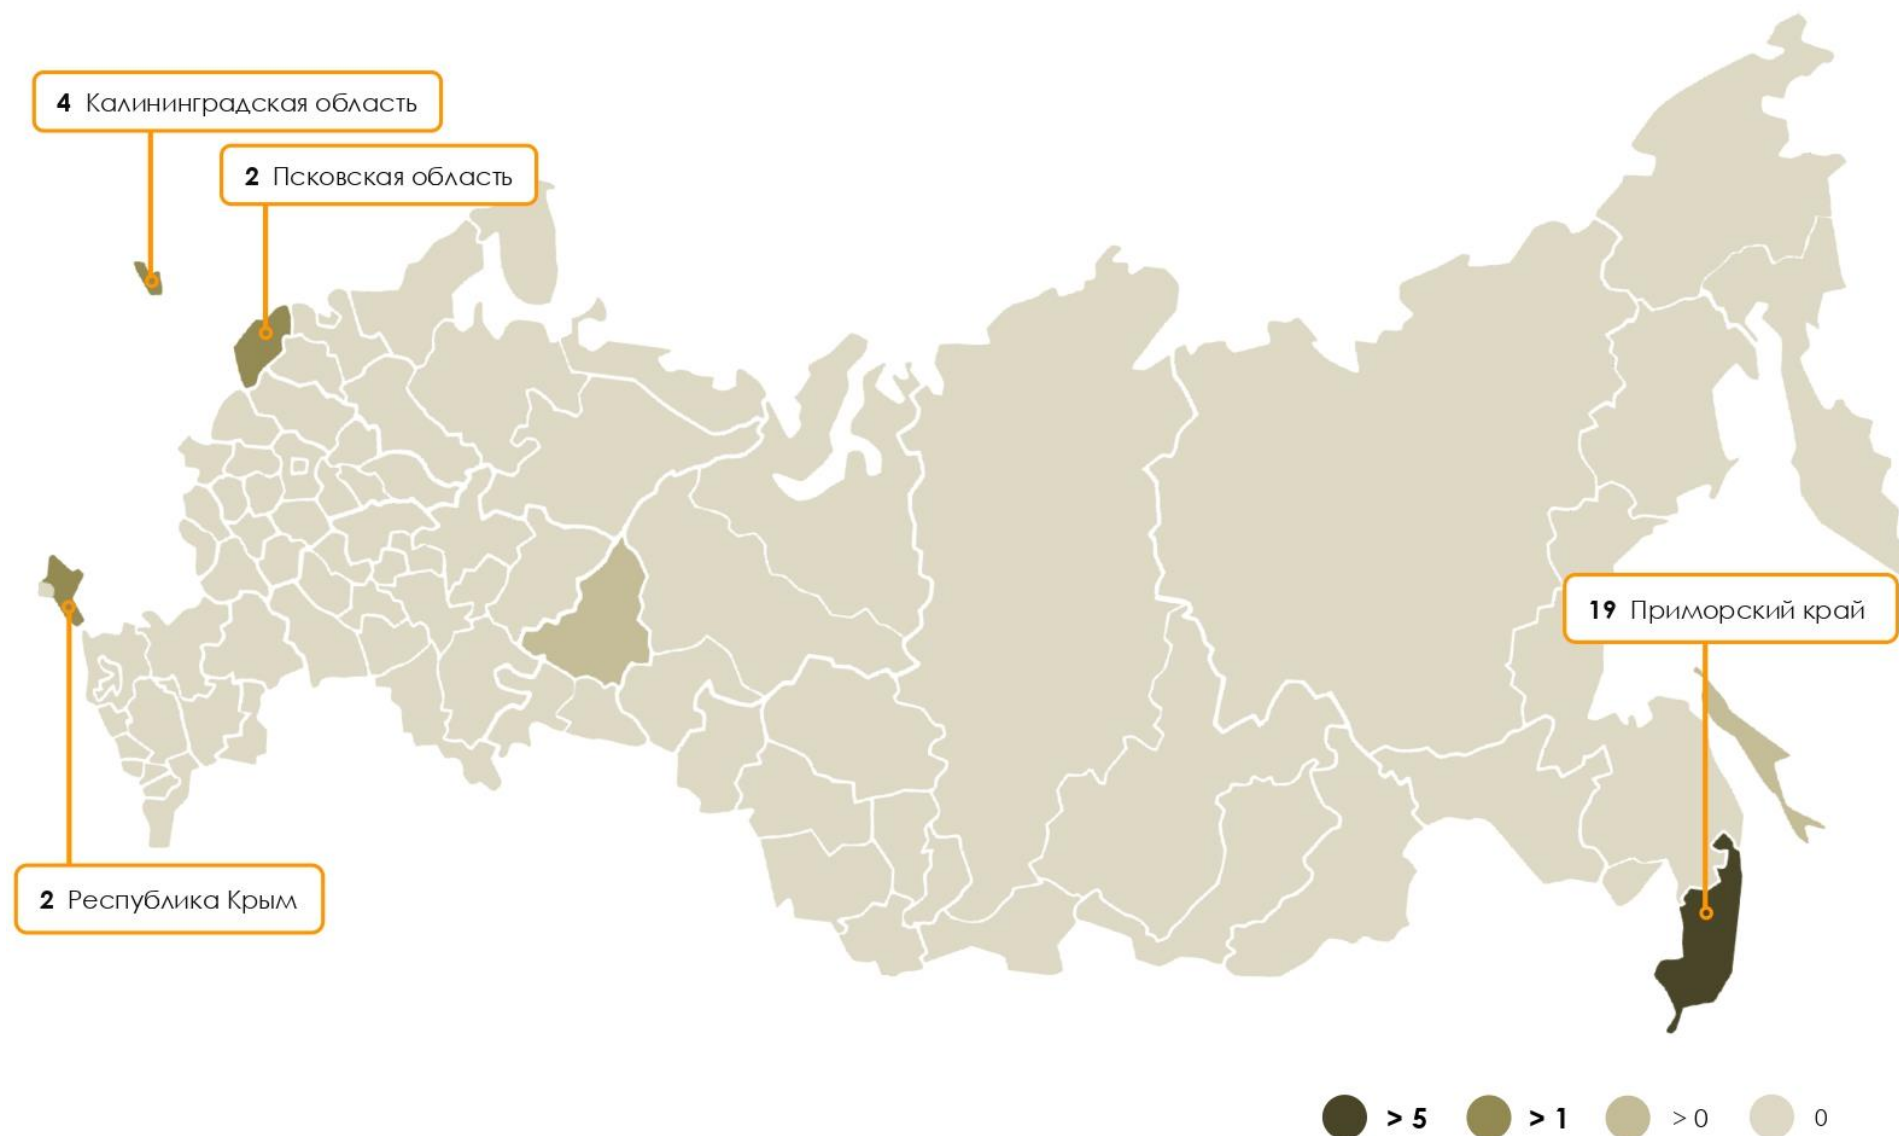 4 Калининградская область
2 Псковская область
19 Приморский край
2 Республика Крым
> 5 > 1 > 0 0